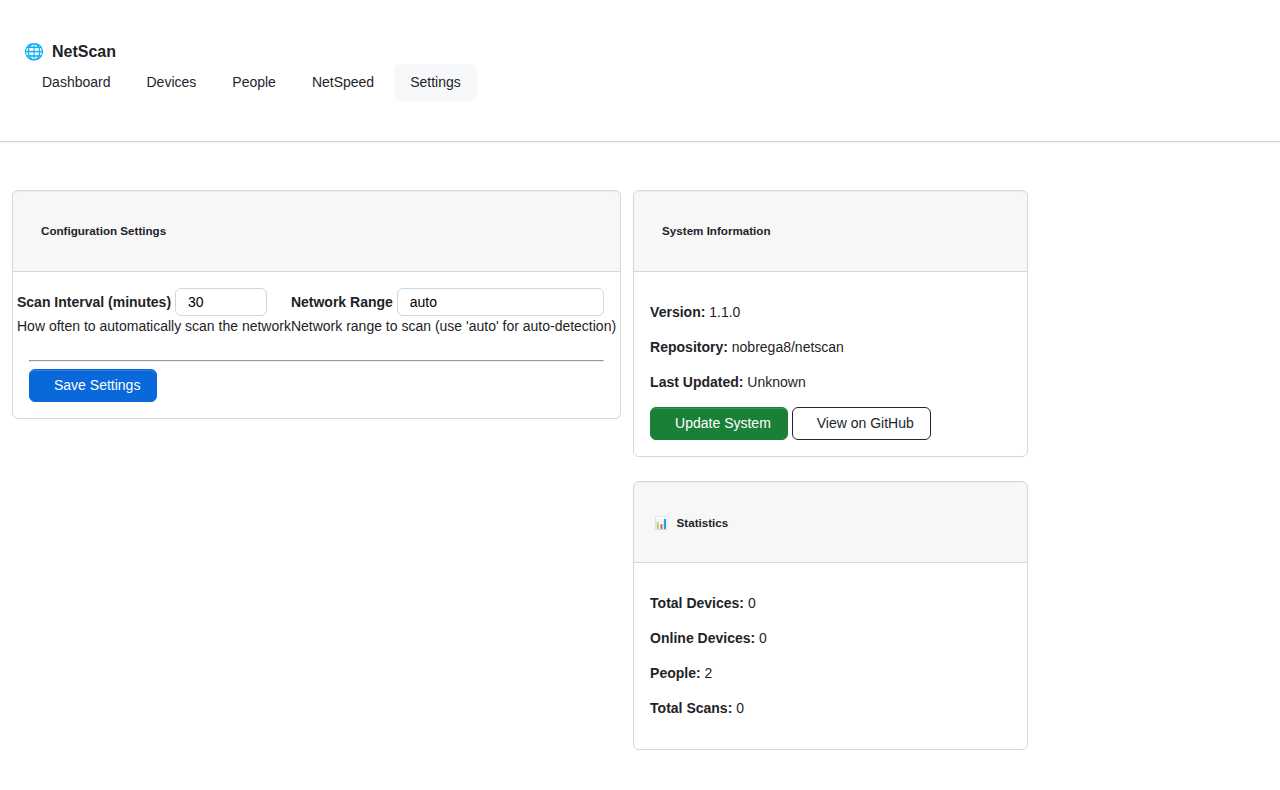 NetScan
Dashboard Devices People NetSpeed Settings
Configuration Settings
Scan Interval (minutes) 30 Network Range auto
How often to automatically scan the networkNetwork range to scan (use 'auto' for auto-detection)
Save Settings
System Information
Version: 1.1.0
Repository: nobrega8/netscan
Last Updated: Unknown
Update System View on GitHub
Statistics
Total Devices: 0
Online Devices: 0
People: 2
Total Scans: 0